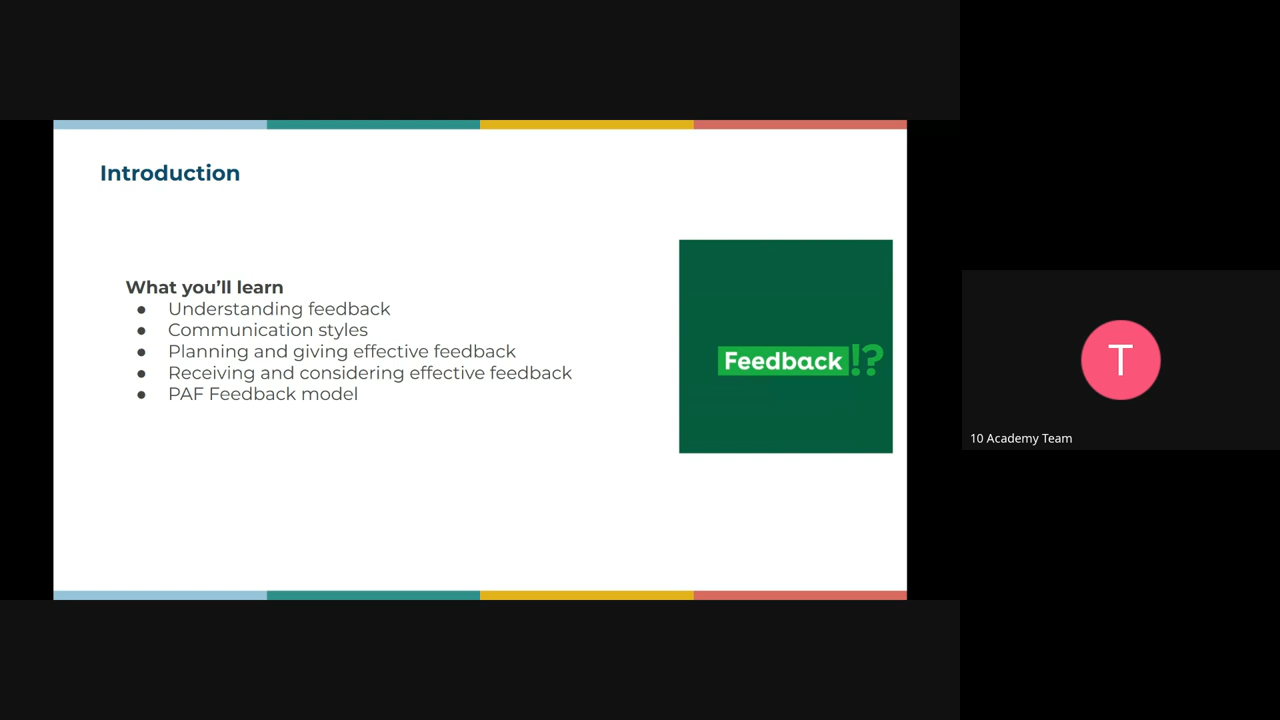 Introduction
What you’ll learn
● Understanding feedback
● Communication styles
● Planning and giving effective feedback
● Receiving and considering effective feedback
● PAF Feedback model
Feedback!?
T
10 Academy Team